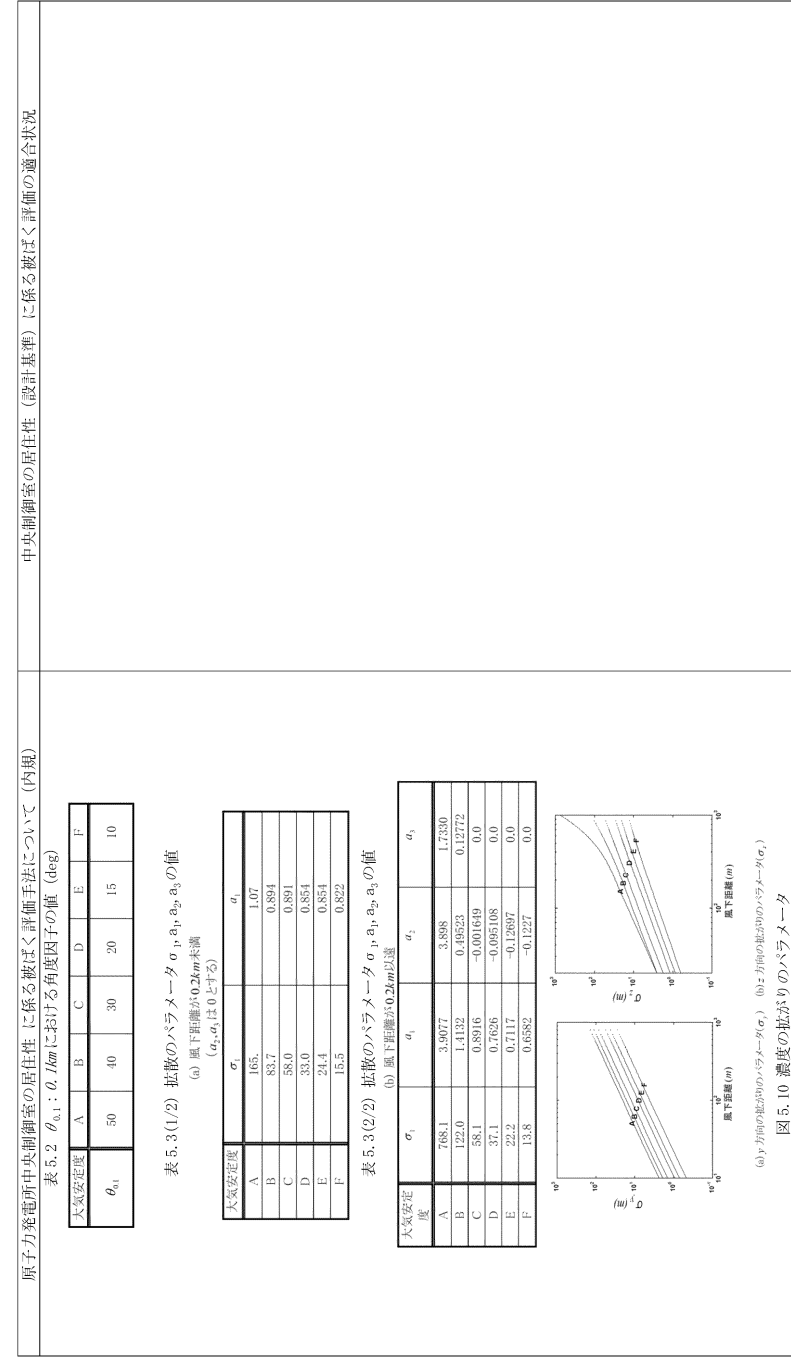 原子力発電所中央制御室の居住性に係る被ばく評価手法について（内規）
中央制御室の居住性（設計基準）に係る被ばく評価の適合状況
表5.2 θ0.1：0.1kmにおける角度因子の値（deg）
大気安定度 A B C D E F
θ0.1 50 40 30 20 15 10
表5.3(1/2) 拡散のパラメータσ1, a1, a2, a3の値
(a) 風下距離が0.2km未満
（a2, a3は0とする）
大気安定度 σ1 a1
A 165. 1.07
B 83.7 0.894
C 58.0 0.891
D 33.0 0.854
E 24.4 0.854
F 15.5 0.822
表5.3(2/2) 拡散のパラメータσ1, a1, a2, a3の値
(b) 風下距離が0.2km以遠
大気安定度 σ1 a1 a2 a3
A 768.1 3.9077 3.898 1.7330
B 122.0 1.4132 0.49523 0.12772
C 58.1 0.8916 -0.001649 0.0
D 37.1 0.7626 -0.095108 0.0
E 22.2 0.7117 -0.12697 0.0
F 13.8 0.6582 -0.1227 0.0
σy (m)
A B C D E F
風下距離(m)
σz (m)
A B C D E F
風下距離(m)
(a) y方向の拡がりのパラメータ(σy) (b) z方向の拡がりのパラメータ(σz)
図5.10 濃度の拡がりのパラメータ